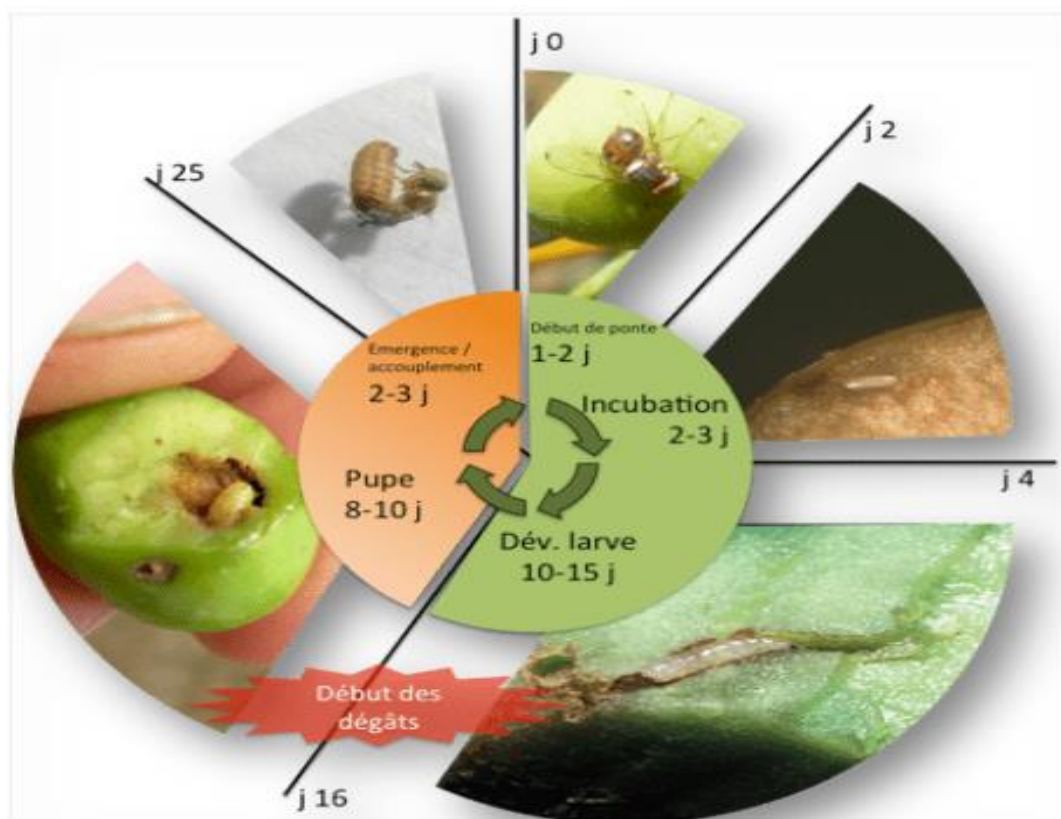 j 0
j 2
j 25
Début de ponte
1-2 j
Emergence /
accouplement
2-3 j
Incubation
2-3 j
j 4
Pupe
8-10 j
Dév. larve
10-15 j
Début des
dégâts
j 16